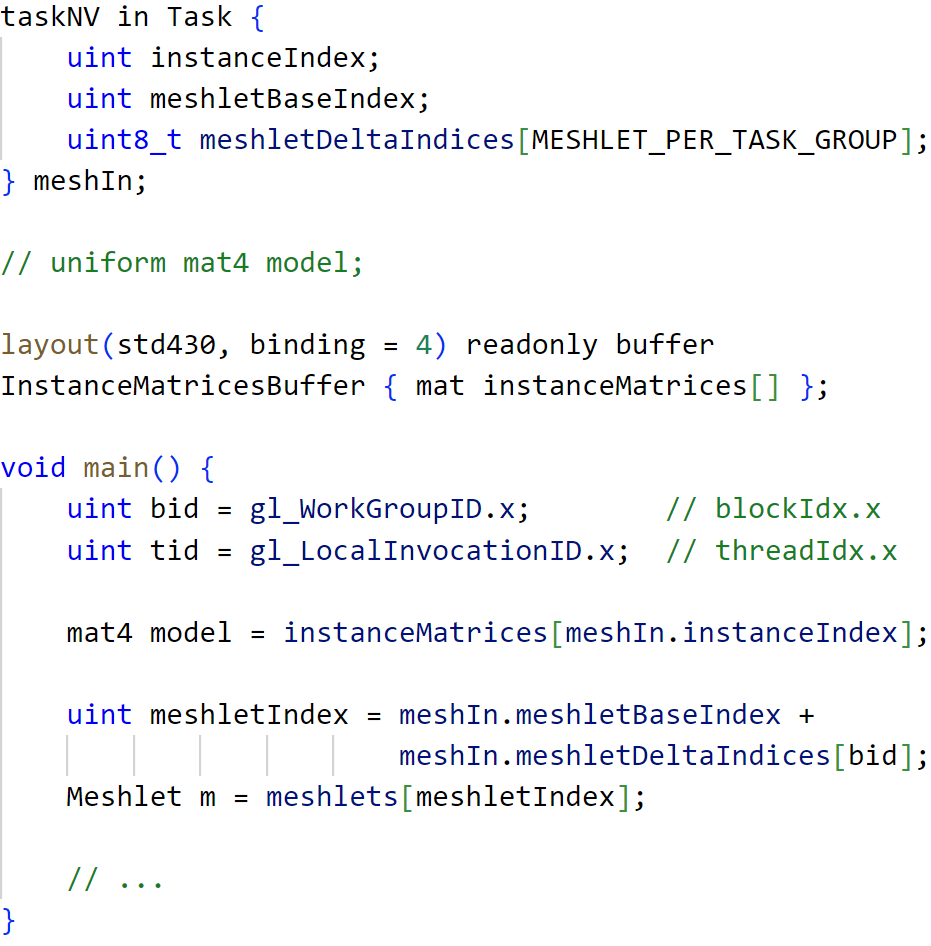 taskNV in Task {
    uint instanceIndex;
    uint meshletBaseIndex;
    uint8_t meshletDeltaIndices[MESHLET_PER_TASK_GROUP];
} meshIn;

// uniform mat4 model;

layout(std430, binding = 4) readonly buffer
InstanceMatricesBuffer { mat instanceMatrices[] };

void main() {
    uint bid = gl_WorkGroupID.x;        // blockIdx.x
    uint tid = gl_LocalInvocationID.x;  // threadIdx.x

    mat4 model = instanceMatrices[meshIn.instanceIndex];

    uint meshletIndex = meshIn.meshletBaseIndex +
                        meshIn.meshletDeltaIndices[bid];
    Meshlet m = meshlets[meshletIndex];

    // ...
}